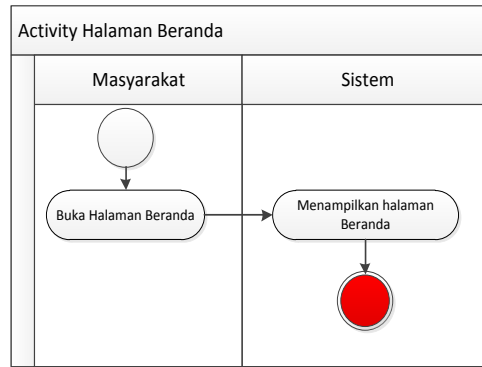 Activity Halaman Beranda
Masyarakat
Sistem
Buka Halaman Beranda
Menampilkan halaman
Beranda